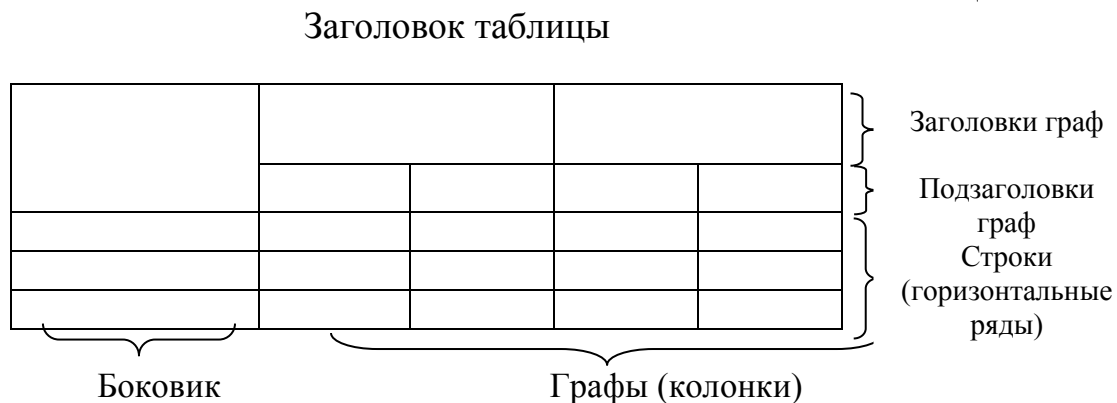 Заголовок таблицы
Заголовки граф
Подзаголовки
граф
Строки
(горизонтальные
ряды)
Боковик
Графы (колонки)